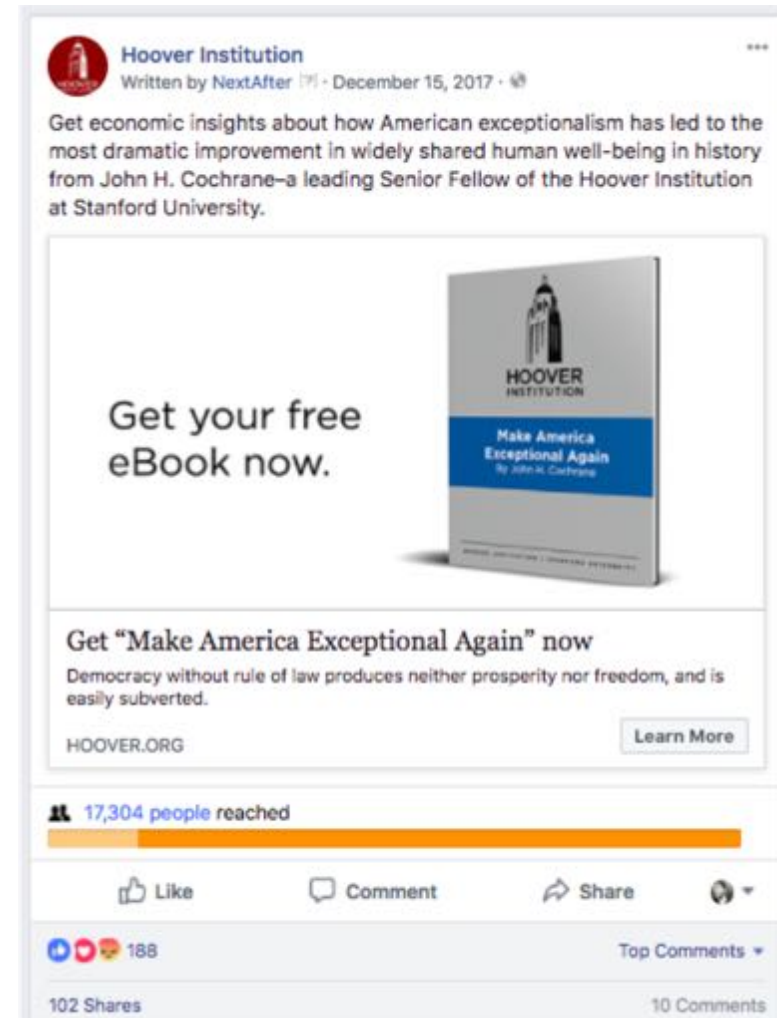 Hoover Institution
Written by NextAfter [?] · December 15, 2017 ·
Get economic insights about how American exceptionalism has led to the
most dramatic improvement in widely shared human well-being in history
from John H. Cochrane–a leading Senior Fellow of the Hoover Institution
at Stanford University.
Get your free
eBook now.
HOOVER
INSTITUTION
Make America
Exceptional Again
By John H. Cochrane
HOOVER INSTITUTION | STANFORD UNIVERSITY
Get “Make America Exceptional Again” now
Democracy without rule of law produces neither prosperity nor freedom, and is
easily subverted.
HOOVER.ORG
Learn More
17,304 people reached
Like Comment Share
188 Top Comments
102 Shares 10 Comments